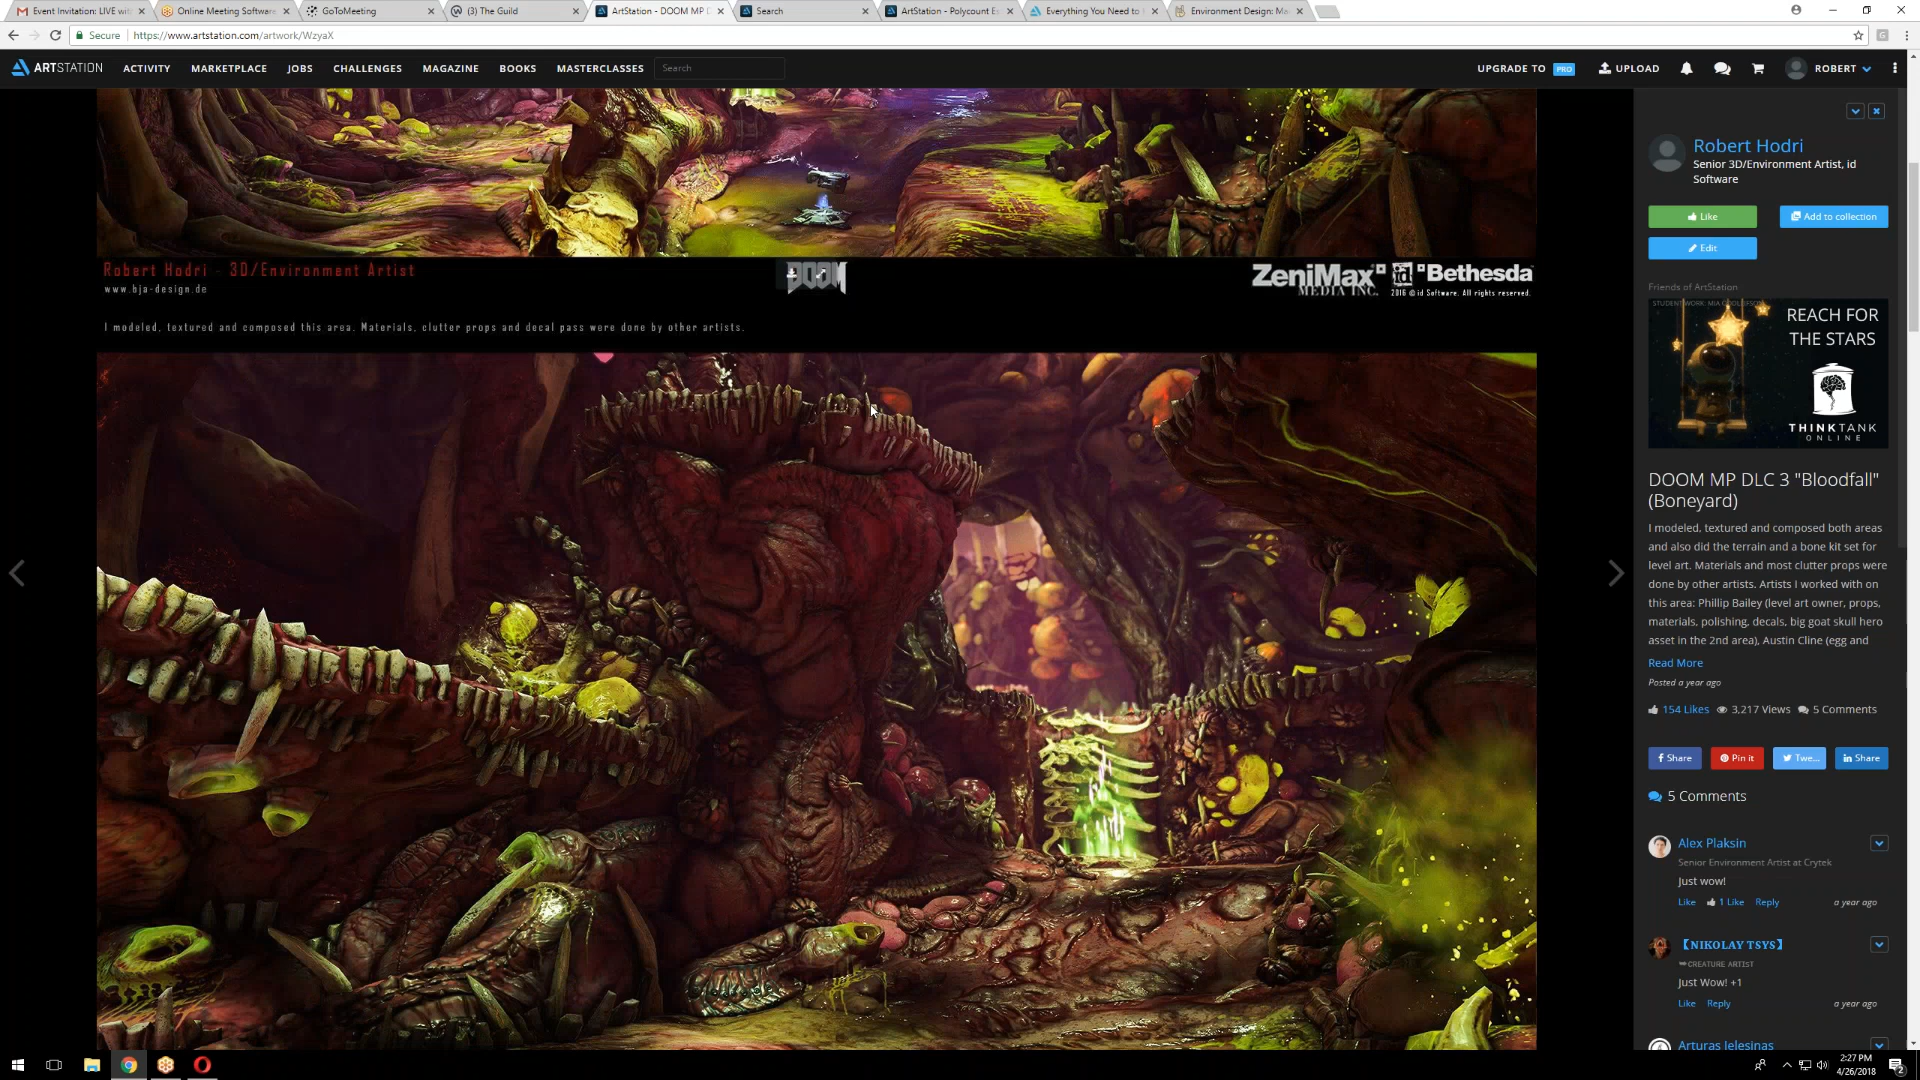 Event Invitation: LIVE wit
Online Meeting Software
GoToMeeting
(3) The Guild
ArtStation - DOOM MP D
Search
ArtStation - Polycount Es
Everything You Need to
Environment Design: Ma
Secure
https://www.artstation.com/artwork/WzyaX
ARTSTATION ACTIVITY MARKETPLACE JOBS CHALLENGES MAGAZINE BOOKS MASTERCLASSES Search
UPGRADE TO PRO UPLOAD ROBERT
Robert Hodri - 3D/Environment Artist
www.bja-design.de
DOOM
ZeniMax MEDIA INC. id Bethesda
2016 © id Software. All rights reserved.
I modeled, textured and composed this area. Materials, clutter props and decal pass were done by other artists.
Robert Hodri
Senior 3D/Environment Artist, id
Software
Like
Add to collection
Edit
Friends of ArtStation
REACH FOR
THE STARS
THINKTANK
ONLINE
DOOM MP DLC 3 "Bloodfall"
(Boneyard)
I modeled, textured and composed both areas
and also did the terrain and a bone kit set for
level art. Materials and most clutter props were
done by other artists. Artists I worked with on
this area: Phillip Bailey (level art owner, props,
materials, polishing, decals, big goat skull hero
asset in the 2nd area), Austin Cline (egg and
Read More
Posted a year ago
154 Likes 3,217 Views 5 Comments
Share Pin it Twe... Share
5 Comments
Alex Plaksin
Senior Environment Artist at Crytek
Just wow!
Like 1 Like Reply a year ago
【NIKOLAY TSYS】
CREATURE ARTIST
Just Wow! +1
Like Reply a year ago
Arturas Jelesinas
2:27 PM
4/26/2018